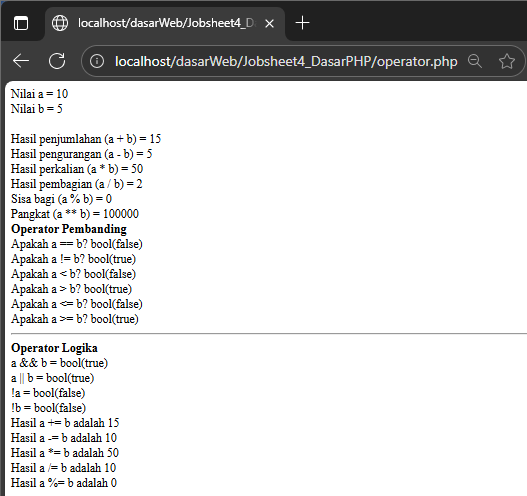 localhost/dasarWeb/Jobsheet4_D
localhost/dasarWeb/Jobsheet4_DasarPHP/operator.php
Nilai a = 10
Nilai b = 5
Hasil penjumlahan (a + b) = 15
Hasil pengurangan (a - b) = 5
Hasil perkalian (a * b) = 50
Hasil pembagian (a / b) = 2
Sisa bagi (a % b) = 0
Pangkat (a ** b) = 100000
Operator Pembanding
Apakah a == b? bool(false)
Apakah a != b? bool(true)
Apakah a < b? bool(false)
Apakah a > b? bool(true)
Apakah a <= b? bool(false)
Apakah a >= b? bool(true)
Operator Logika
a && b = bool(true)
a || b = bool(true)
!a = bool(false)
!b = bool(false)
Hasil a += b adalah 15
Hasil a -= b adalah 10
Hasil a *= b adalah 50
Hasil a /= b adalah 10
Hasil a %= b adalah 0